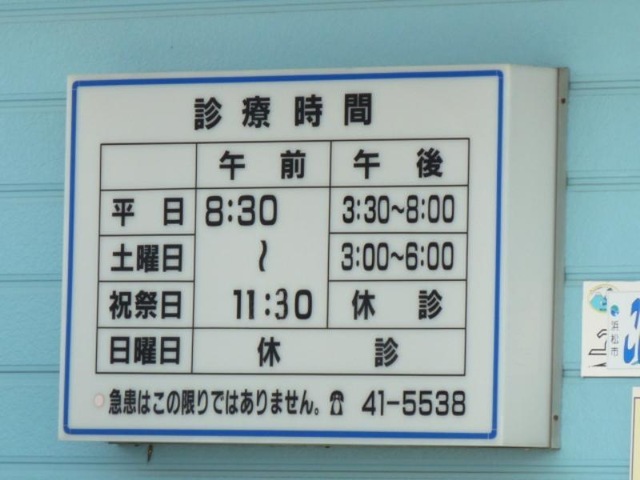 診療時間
午前 午後
平日 8:30 3:30~8:00
土曜日 ~ 3:00~6:00
祝祭日 11:30 休診
日曜日 休診
急患はこの限りではありません。☎ 41-5538